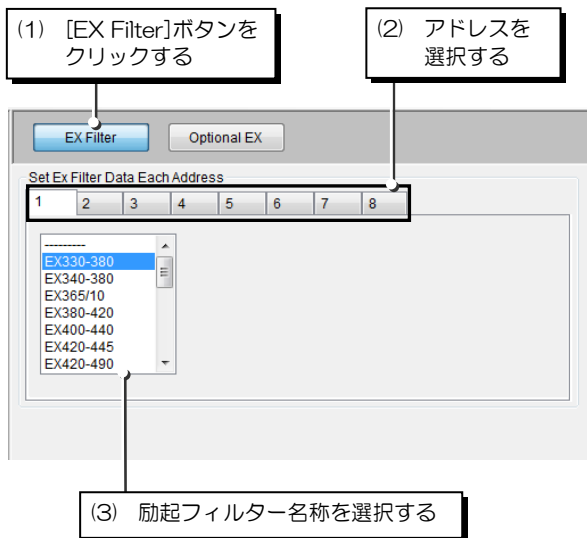 (1) [EX Filter]ボタンを
クリックする
(2) アドレスを
選択する
EX Filter
Optional EX
Set Ex Filter Data Each Address
1 2 3 4 5 6 7 8
---------
EX330-380
EX340-380
EX365/10
EX380-420
EX400-440
EX420-445
EX420-490
(3) 励起フィルター名称を選択する